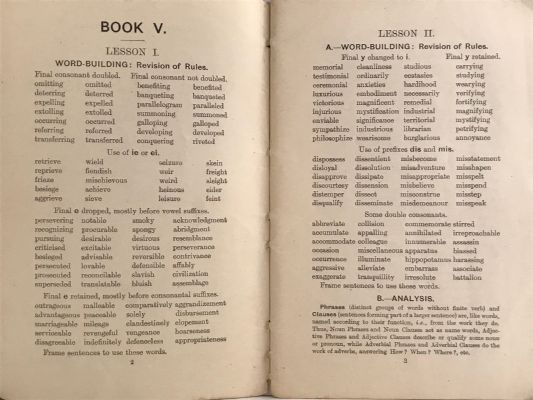 BOOK V.
LESSON I.
WORD-BUILDING: Revision of Rules.
Final consonant doubled. Final consonant not doubled.
omitting omitted benefiting benefited
deterring deterred banqueting banqueted
expelling expelled parallelogram paralleled
extolling extolled summoning summoned
occurring occurred galloping galloped
referring referred developing developed
transferring transferred conquering riveted
Use of ie or ei.
retrieve wield seizure skein
reprieve fiendish weir freight
frieze mischievous weird sleight
besiege achieve heinous eider
aggrieve sieve leisure feint
Final e dropped, mostly before vowel suffixes.
persevering notable smoky acknowledgment
recognizing procurable spongy abridgment
pursuing desirable desirous resemblance
criticised excitable virtuous perseverance
besieged advisable reversible contrivance
persecuted lovable defensible affably
prosecuted reconcilable slavish civilization
superseded translatable bluish assemblage
Final e retained, mostly before consonantal suffixes.
outrageous malleable comparatively aggrandizement
advantageous peaceable solely disbursement
marriageable mileage clandestinely elopement
serviceable revengeful vengeance hoarseness
disagreeable indefinitely defenceless appropriateness
Frame sentences to use these words.
2
LESSON II.
A.—WORD-BUILDING: Revision of Rules.
Final y changed to i. Final y retained.
memorial cleanliness studious carrying
testimonial ordinarily ecstasies studying
ceremonial anxieties hardihood wearying
luxurious embodiment necessarily verifying
victorious magnificent remedial fortifying
injurious mystification industrial magnifying
enviable significance territorial mystifying
sympathize industrious librarian petrifying
philosophize wearisome burglarious annoyance
Use of prefixes dis and mis.
dispossess dissentient misbecome misstatement
disloyal dissolution misadventure misshapen
disapprove dissipate misappropriate misspelt
discourtesy dissension misbelieve misspend
distemper dissect misconstrue misstep
disqualify disseminate misdemeanour misspeak
Some double consonants.
abbreviate collision commemorate stirred
accumulate appalling annihilated irreproachable
accommodate colleague innumerable assassin
occasion miscellaneous apparatus biassed
occurrence illuminate hippopotamus harassing
aggressive alleviate embarrass associate
exaggerate tranquillity irresolute battalion
Frame sentences to use these words.
B.—ANALYSIS.
Phrases (distinct groups of words without finite verb) and
Clauses (sentences forming part of a larger sentence) are, like words,
named according to their function, i.e., from the work they do.
Thus, Noun Phrases and Noun Clauses act as name words, Adjec-
tive Phrases and Adjective Clauses describe or qualify some noun
or pronoun, while Adverbial Phrases and Adverbial Clauses do the
work of adverbs, answering How? When? Where?, etc.
3